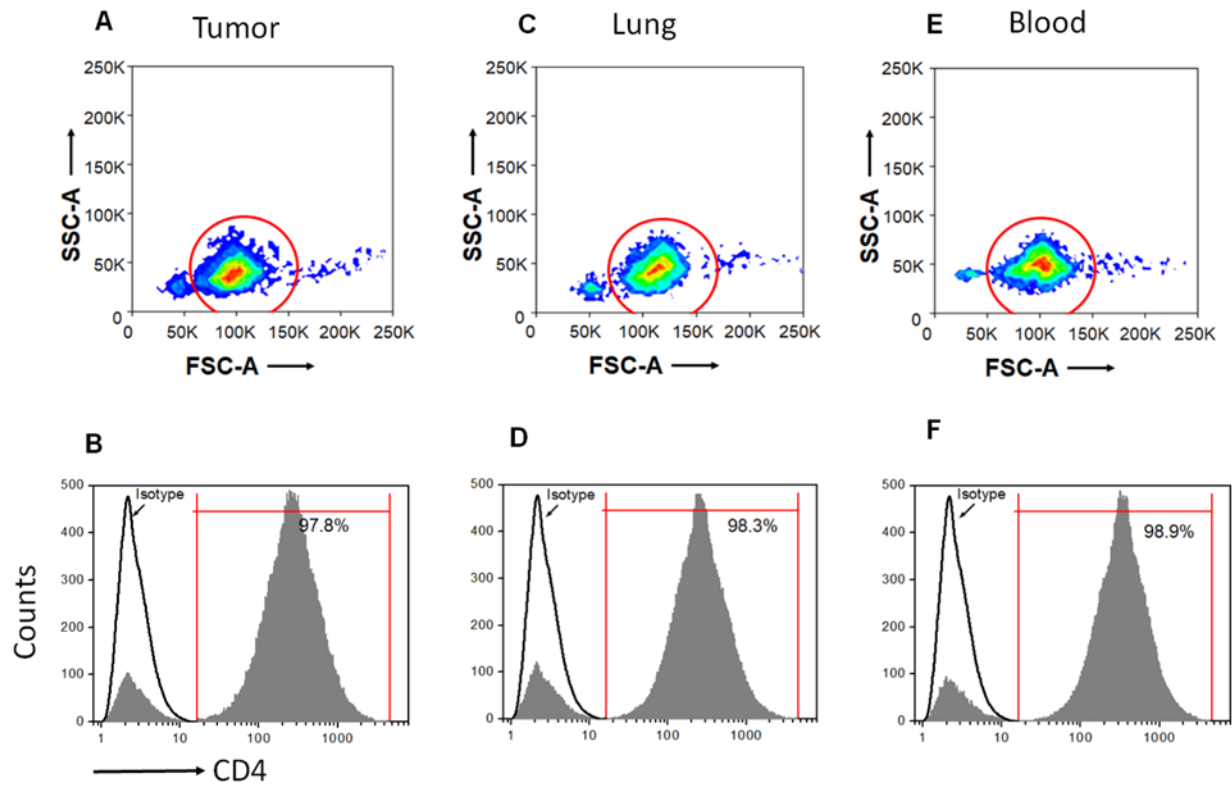 A Tumor
250K
200K
150K
100K
50K
0
0 50K 100K 150K 200K 250K
SSC-A
FSC-A
C Lung
250K
200K
150K
100K
50K
0
0 50K 100K 150K 200K 250K
SSC-A
FSC-A
E Blood
250K
200K
150K
100K
50K
0
0 50K 100K 150K 200K 250K
SSC-A
FSC-A
B
500
400
300
200
100
0
Isotype
97.8%
1 10 100 1000
Counts
CD4
D
500
400
300
200
100
0
Isotype
98.3%
1 10 100 1000
F
500
400
300
200
100
0
Isotype
98.9%
1 10 100 1000